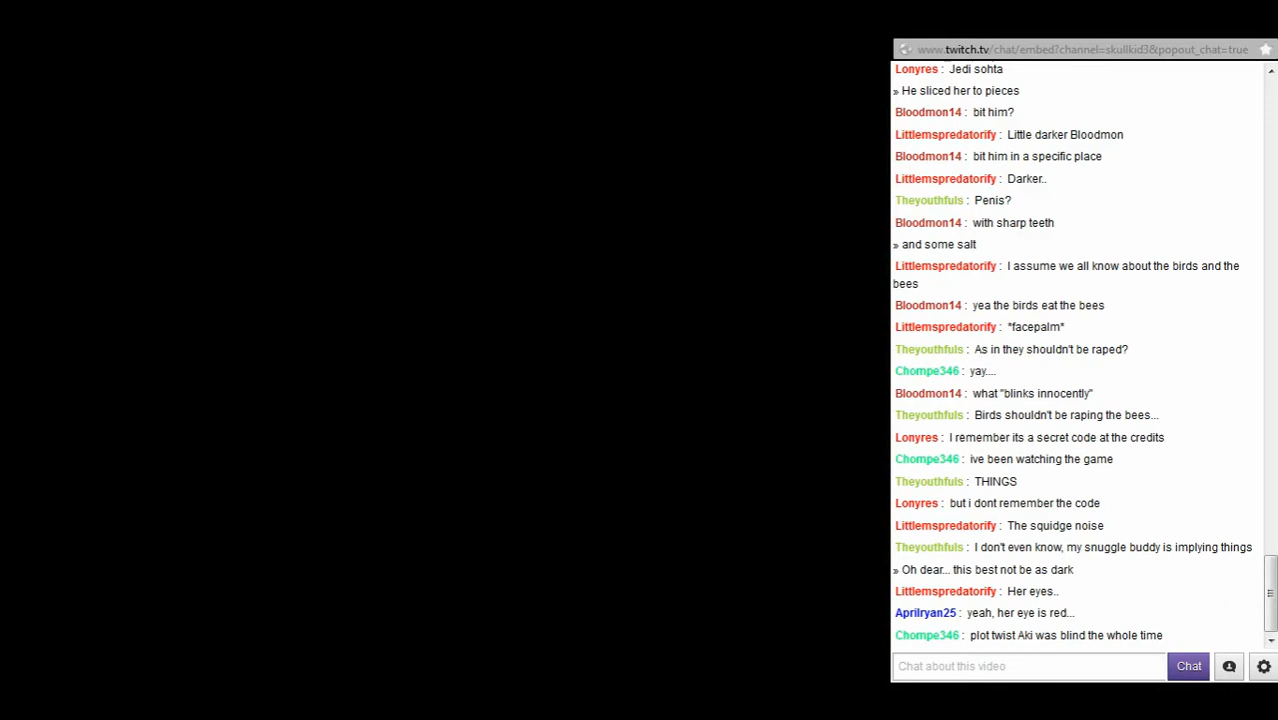 www.twitch.tv/chat/embed?channel=skullkid3&popout_chat=true
Lonyres : Jedi sohta
» He sliced her to pieces
Bloodmon14 : bit him?
Littlemspredatorify : Little darker Bloodmon
Bloodmon14 : bit him in a specific place
Littlemspredatorify : Darker..
Theyouthfuls : Penis?
Bloodmon14 : with sharp teeth
» and some salt
Littlemspredatorify : I assume we all know about the birds and the
bees
Bloodmon14 : yea the birds eat the bees
Littlemspredatorify : *facepalm*
Theyouthfuls : As in they shouldn't be raped?
Chompe346 : yay....
Bloodmon14 : what "blinks innocently"
Theyouthfuls : Birds shouldn't be raping the bees...
Lonyres : I remember its a secret code at the credits
Chompe346 : ive been watching the game
Theyouthfuls : THINGS
Lonyres : but i dont remember the code
Littlemspredatorify : The squidge noise
Theyouthfuls : I don't even know, my snuggle buddy is implying things
» Oh dear... this best not be as dark
Littlemspredatorify : Her eyes..
Aprilryan25 : yeah, her eye is red...
Chompe346 : plot twist Aki was blind the whole time
Chat about this video
Chat